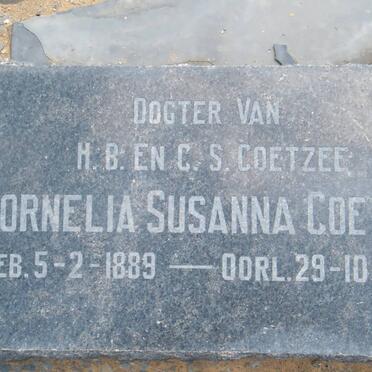 DOGTER VAN
H. B. EN C. S. COETZEE
ORNELIA SUSANNA COE
EB. 5-2-1889 — OORL. 29-10